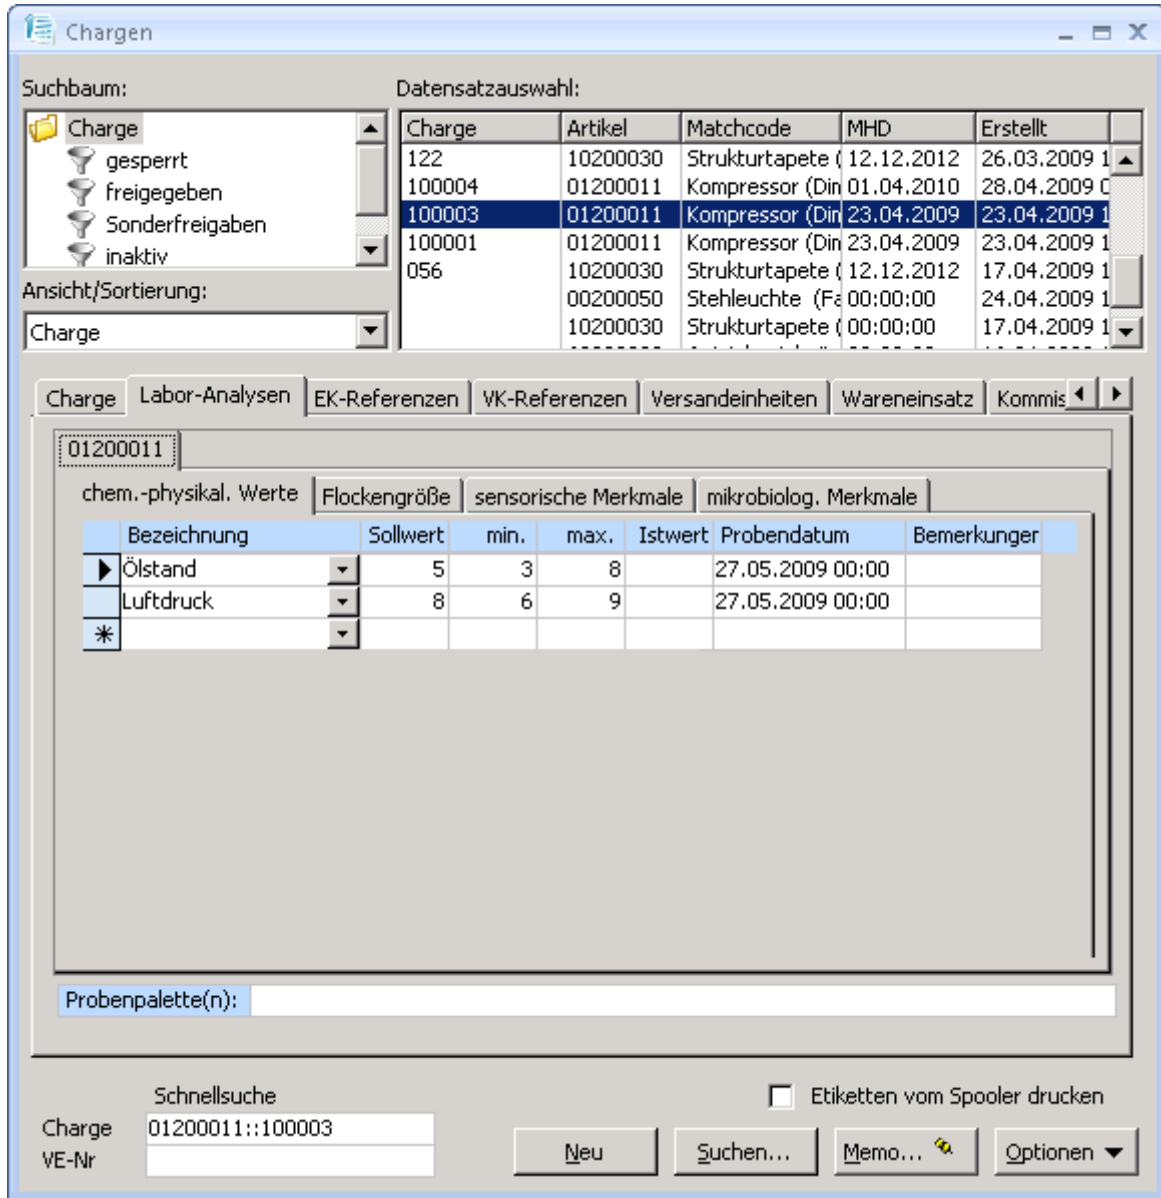 Chargen
Suchbaum:
Charge
gesperrt
freigegeben
Sonderfreigaben
inaktiv
Ansicht/Sortierung:
Charge
Datensatzauswahl:
Charge Artikel Matchcode MHD Erstellt
122 10200030 Strukturtapete ( 12.12.2012 26.03.2009 1
100004 01200011 Kompressor (Din 01.04.2010 28.04.2009 0
100003 01200011 Kompressor (Din 23.04.2009 23.04.2009 1
100001 01200011 Kompressor (Din 23.04.2009 23.04.2009 1
056 10200030 Strukturtapete ( 12.12.2012 17.04.2009 1
00200050 Stehleuchte (Fa 00:00:00 24.04.2009 1
10200030 Strukturtapete ( 00:00:00 17.04.2009 1
Charge Labor-Analysen EK-Referenzen VK-Referenzen Versandeinheiten Wareneinsatz Kommis
01200011
chem.-physikal. Werte Flockengröße sensorische Merkmale mikrobiolog. Merkmale
Bezeichnung Sollwert min. max. Istwert Probendatum Bemerkunger
Ölstand 5 3 8 27.05.2009 00:00
Luftdruck 8 6 9 27.05.2009 00:00
Probenpalette(n):
Schnellsuche
Charge 01200011::100003
VE-Nr
Etiketten vom Spooler drucken
Neu Suchen... Memo... Optionen